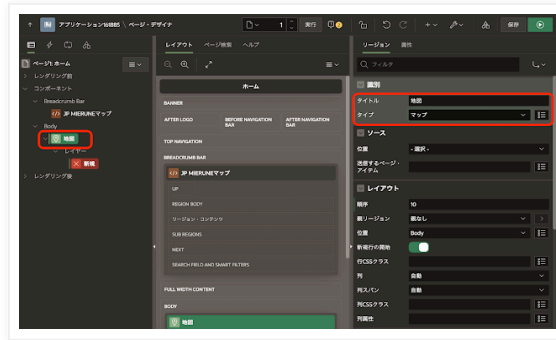 アプリケーション161885 \ ページ・デザイナ
1
実行
保存
ページ1: ホーム
レンダリング前
コンポーネント
Breadcrumb Bar
JP MIERUNEマップ
Body
地図
レイヤー
新規
レンダリング後
レイアウト
ページ検索
ヘルプ
ホーム
BANNER
AFTER LOGO
BEFORE NAVIGATION BAR
AFTER NAVIGATION BAR
TOP NAVIGATION
BREADCRUMB BAR
JP MIERUNEマップ
UP
REGION BODY
リージョン・コンテンツ
SUB REGIONS
NEXT
SEARCH FIELD AND SMART FILTERS
FULL WIDTH CONTENT
BODY
地図
リージョン
属性
フィルタ
識別
タイトル 地図
タイプ マップ
ソース
位置 - 選択 -
送信するページ・アイテム
レイアウト
順序 10
親リージョン 親なし
位置 Body
新規行の開始
行CSSクラス
列 自動
列スパン 自動
列CSSクラス
列属性